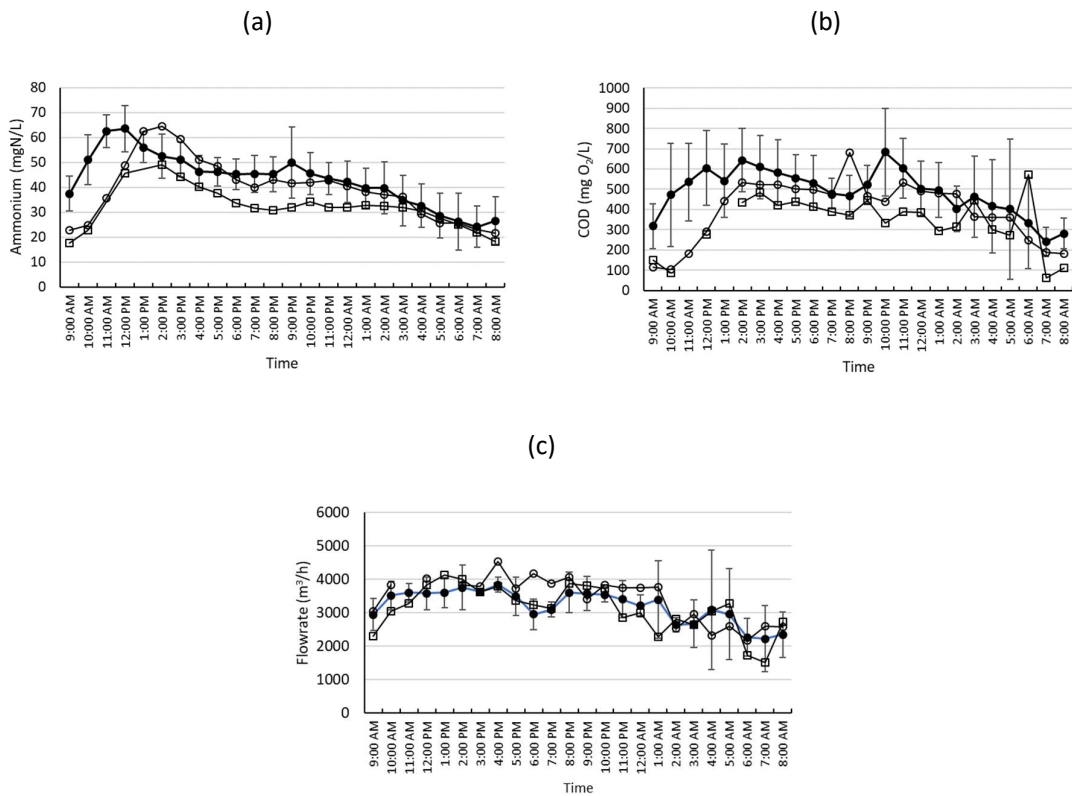 (a)
(b)
80
70
60
50
40
30
20
10
0
Ammonium (mgN/L)
9:00 AM
10:00 AM
11:00 AM
12:00 PM
1:00 PM
2:00 PM
3:00 PM
4:00 PM
5:00 PM
6:00 PM
7:00 PM
8:00 PM
9:00 PM
10:00 PM
11:00 PM
12:00 AM
1:00 AM
2:00 AM
3:00 AM
4:00 AM
5:00 AM
6:00 AM
7:00 AM
8:00 AM
Time
1000
900
800
700
600
500
400
300
200
100
0
COD (mg O₂/L)
9:00 AM
10:00 AM
11:00 AM
12:00 PM
1:00 PM
2:00 PM
3:00 PM
4:00 PM
5:00 PM
6:00 PM
7:00 PM
8:00 PM
9:00 PM
10:00 PM
11:00 PM
12:00 AM
1:00 AM
2:00 AM
3:00 AM
4:00 AM
5:00 AM
6:00 AM
7:00 AM
8:00 AM
Time
(c)
6000
5000
4000
3000
2000
1000
0
Flowrate (m³/h)
9:00 AM
10:00 AM
11:00 AM
12:00 PM
1:00 PM
2:00 PM
3:00 PM
4:00 PM
5:00 PM
6:00 PM
7:00 PM
8:00 PM
9:00 PM
10:00 PM
11:00 PM
12:00 AM
1:00 AM
2:00 AM
3:00 AM
4:00 AM
5:00 AM
6:00 AM
7:00 AM
8:00 AM
Time